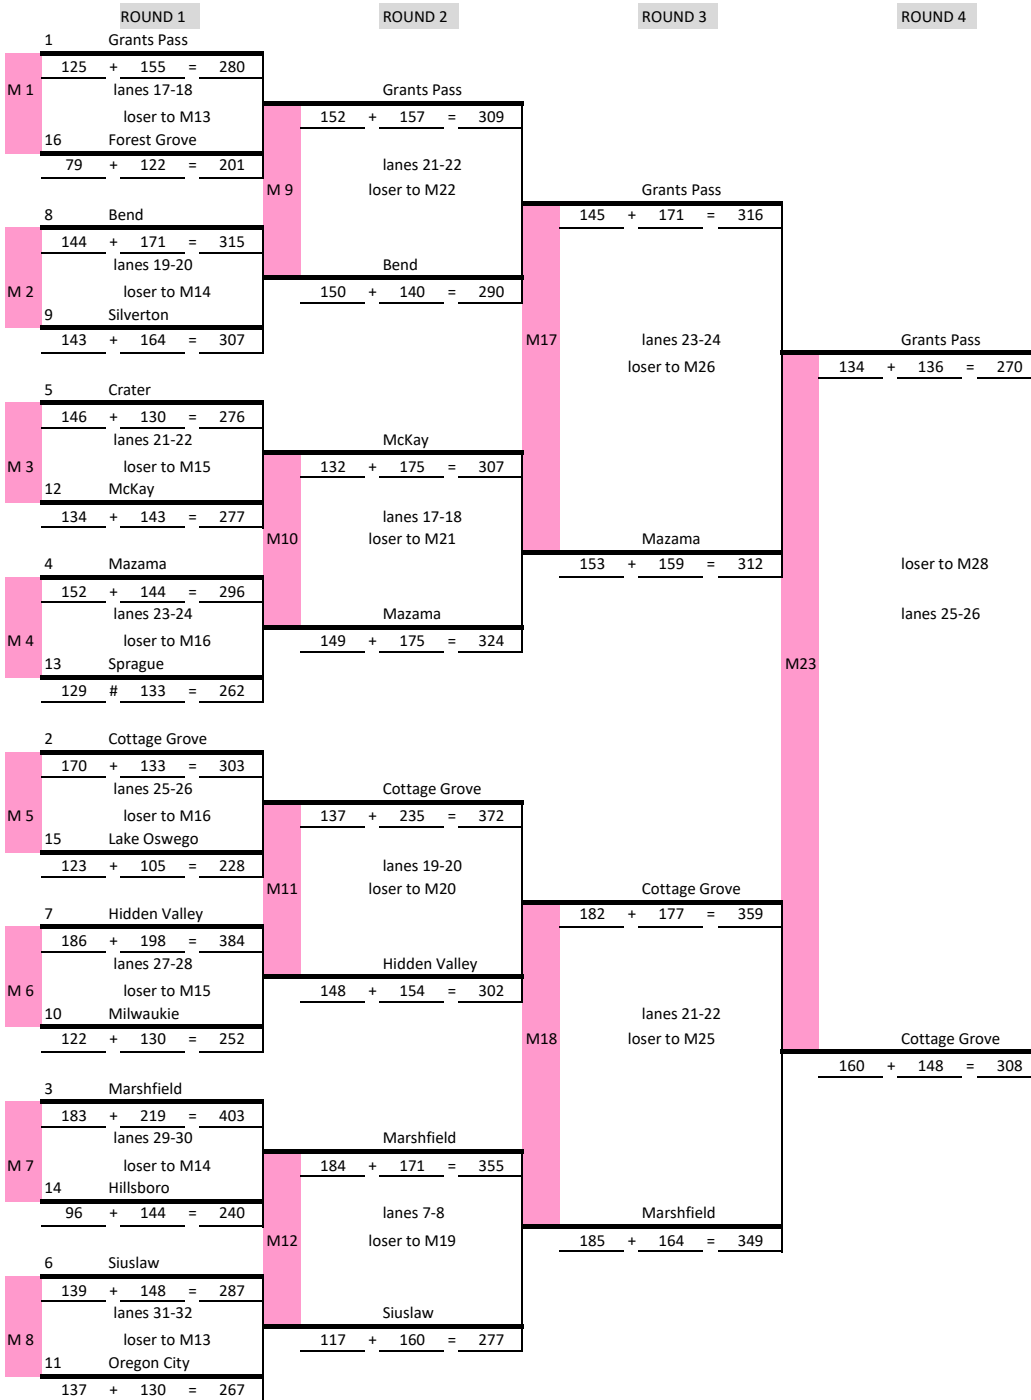 ROUND 1 ROUND 2 ROUND 3 ROUND 4
1 Grants Pass
125 + 155 = 280
M 1 lanes 17-18 Grants Pass
loser to M13 152 + 157 = 309
16 Forest Grove
79 + 122 = 201 lanes 21-22
M 9 loser to M22 Grants Pass
8 Bend 145 + 171 = 316
144 + 171 = 315
lanes 19-20 Bend
M 2 loser to M14 150 + 140 = 290
9 Silverton
143 + 164 = 307 M17 lanes 23-24 Grants Pass
loser to M26 134 + 136 = 270
5 Crater
146 + 130 = 276
lanes 21-22 McKay
M 3 loser to M15 132 + 175 = 307
12 McKay
134 + 143 = 277 lanes 17-18
M10 loser to M21 Mazama
4 Mazama 153 + 159 = 312 loser to M28
152 + 144 = 296
lanes 23-24 Mazama lanes 25-26
M 4 loser to M16 149 + 175 = 324
13 Sprague M23
129 # 133 = 262
2 Cottage Grove
170 + 133 = 303
lanes 25-26 Cottage Grove
M 5 loser to M16 137 + 235 = 372
15 Lake Oswego
123 + 105 = 228 lanes 19-20
M11 loser to M20 Cottage Grove
7 Hidden Valley 182 + 177 = 359
186 + 198 = 384
lanes 27-28 Hidden Valley
M 6 loser to M15 148 + 154 = 302
10 Milwaukie lanes 21-22
122 + 130 = 252 M18 loser to M25 Cottage Grove
160 + 148 = 308
3 Marshfield
183 + 219 = 403
lanes 29-30 Marshfield
M 7 loser to M14 184 + 171 = 355
14 Hillsboro
96 + 144 = 240 lanes 7-8 Marshfield
M12 loser to M19 185 + 164 = 349
6 Siuslaw
139 + 148 = 287
lanes 31-32 Siuslaw
M 8 loser to M13 117 + 160 = 277
11 Oregon City
137 + 130 = 267